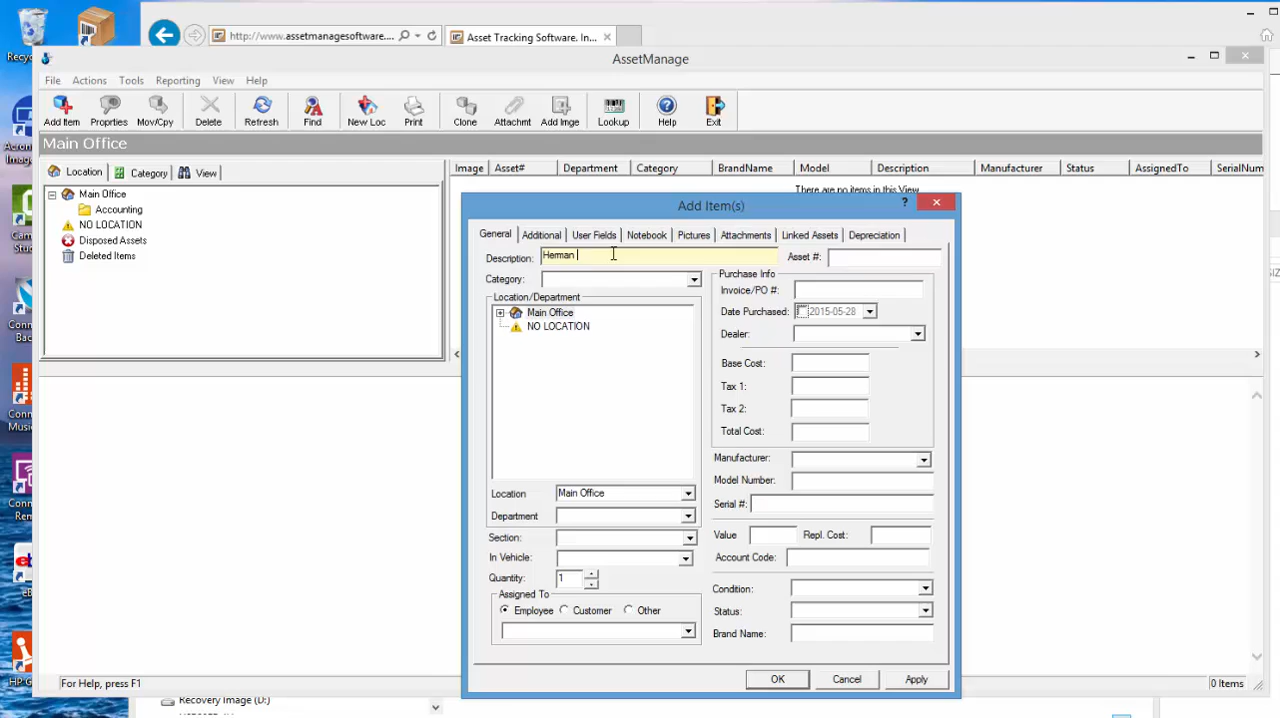 http://www.assetmanagesoftware....
Asset Tracking Software. In...
AssetManage
File Actions Tools Reporting View Help
Add Item Proprties Mov/Cpy Delete Refresh Find New Loc Print Clone Attachmt Add Imge Lookup Help Exit
Main Office
Location Category View
Image Asset# Department Category BrandName Model Description Manufacturer Status AssignedTo SerialNum
There are no items in this View
Main Office
Accounting
NO LOCATION
Disposed Assets
Deleted Items
Add Item(s)
?
General Additional User Fields Notebook Pictures Attachments Linked Assets Depreciation
Description: Herman
Asset #:
Category:
Purchase Info
Invoice/PO #:
Location/Department
Main Office
NO LOCATION
Date Purchased: 2015-05-28
Dealer:
Base Cost:
Tax 1:
Tax 2:
Total Cost:
Manufacturer:
Model Number:
Location Main Office
Serial #:
Department
Section:
Value Repl. Cost:
In Vehicle:
Account Code:
Quantity: 1
Assigned To
Employee Customer Other
Condition:
Status:
Brand Name:
OK Cancel Apply
For Help, press F1
0 Items
Recovery Image (D:)